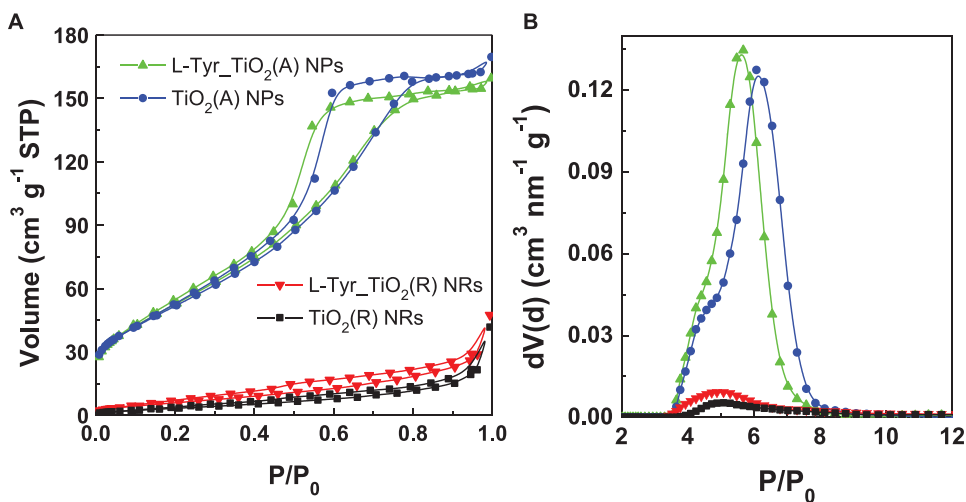 A
Volume (cm³ g⁻¹ STP)
180
150
120
90
60
30
0
L-Tyr_TiO₂(A) NPs
TiO₂(A) NPs
L-Tyr_TiO₂(R) NRs
TiO₂(R) NRs
0.0 0.2 0.4 0.6 0.8 1.0
P/P₀
B
dV(d) (cm³ nm⁻¹ g⁻¹)
0.12
0.09
0.06
0.03
0.00
2 4 6 8 10 12
P/P₀